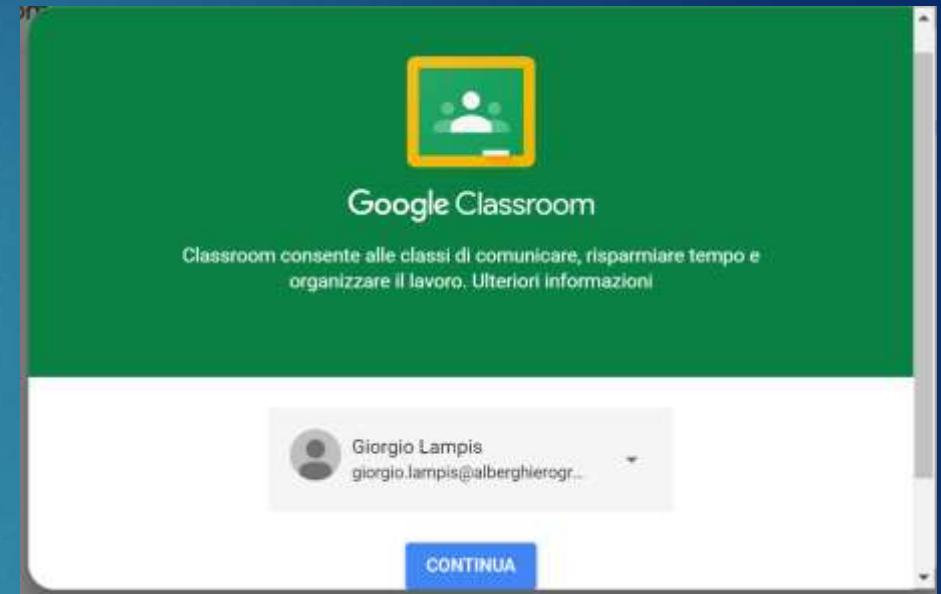 Google Classroom
Classroom consente alle classi di comunicare, risparmiare tempo e
organizzare il lavoro. Ulteriori informazioni
Giorgio Lampis
giorgio.lampis@alberghierogr...
CONTINUA